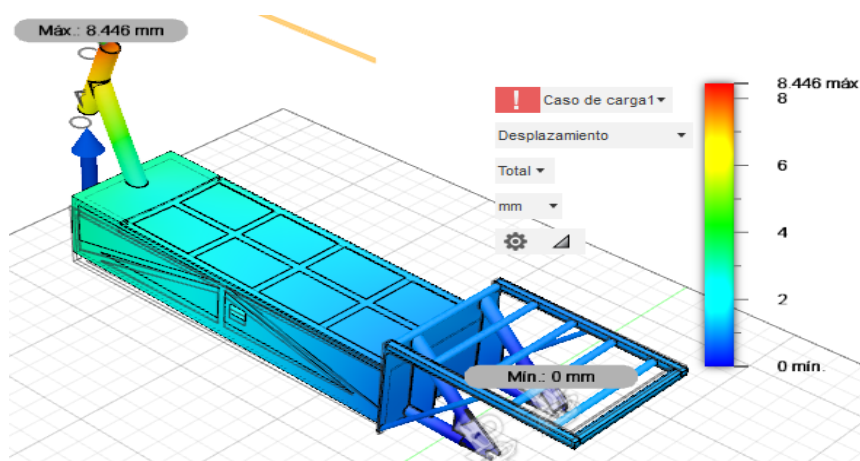 Máx.: 8.446 mm
! Caso de carga1
Desplazamiento
Total
mm
8.446 máx
8
6
4
2
0 mín.
Mín.: 0 mm